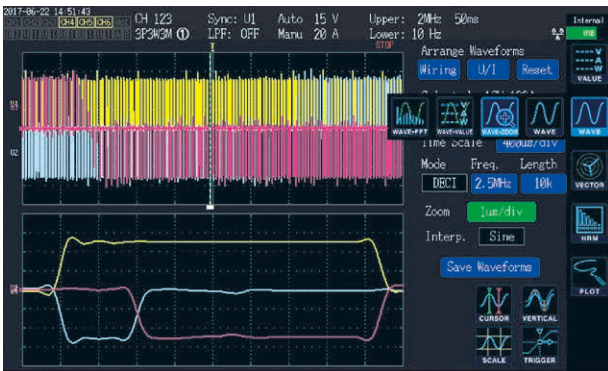 2017-06-22 14:51:43
CH4 CH5 CH6 CH 123 Sync: U1 Auto 15 V Upper: 2MHz 50ms Internal
3P3W3M ① LPF: OFF Manu 20 A Lower: 10 Hz USB
STOP
Arrange Waveforms
Wiring U/I Reset
VALUE
WAVE+FFT WAVE+VALUE WAVE+ZOOM WAVE WAVE
Time Scale 400us/div
Mode Freq. Length
DECI 2.5MHz 10k
VECTOR
Zoom 1us/div
Interp. Sine
HRM
Save Waveforms
PLOT
CURSOR VERTICAL
SCALE TRIGGER